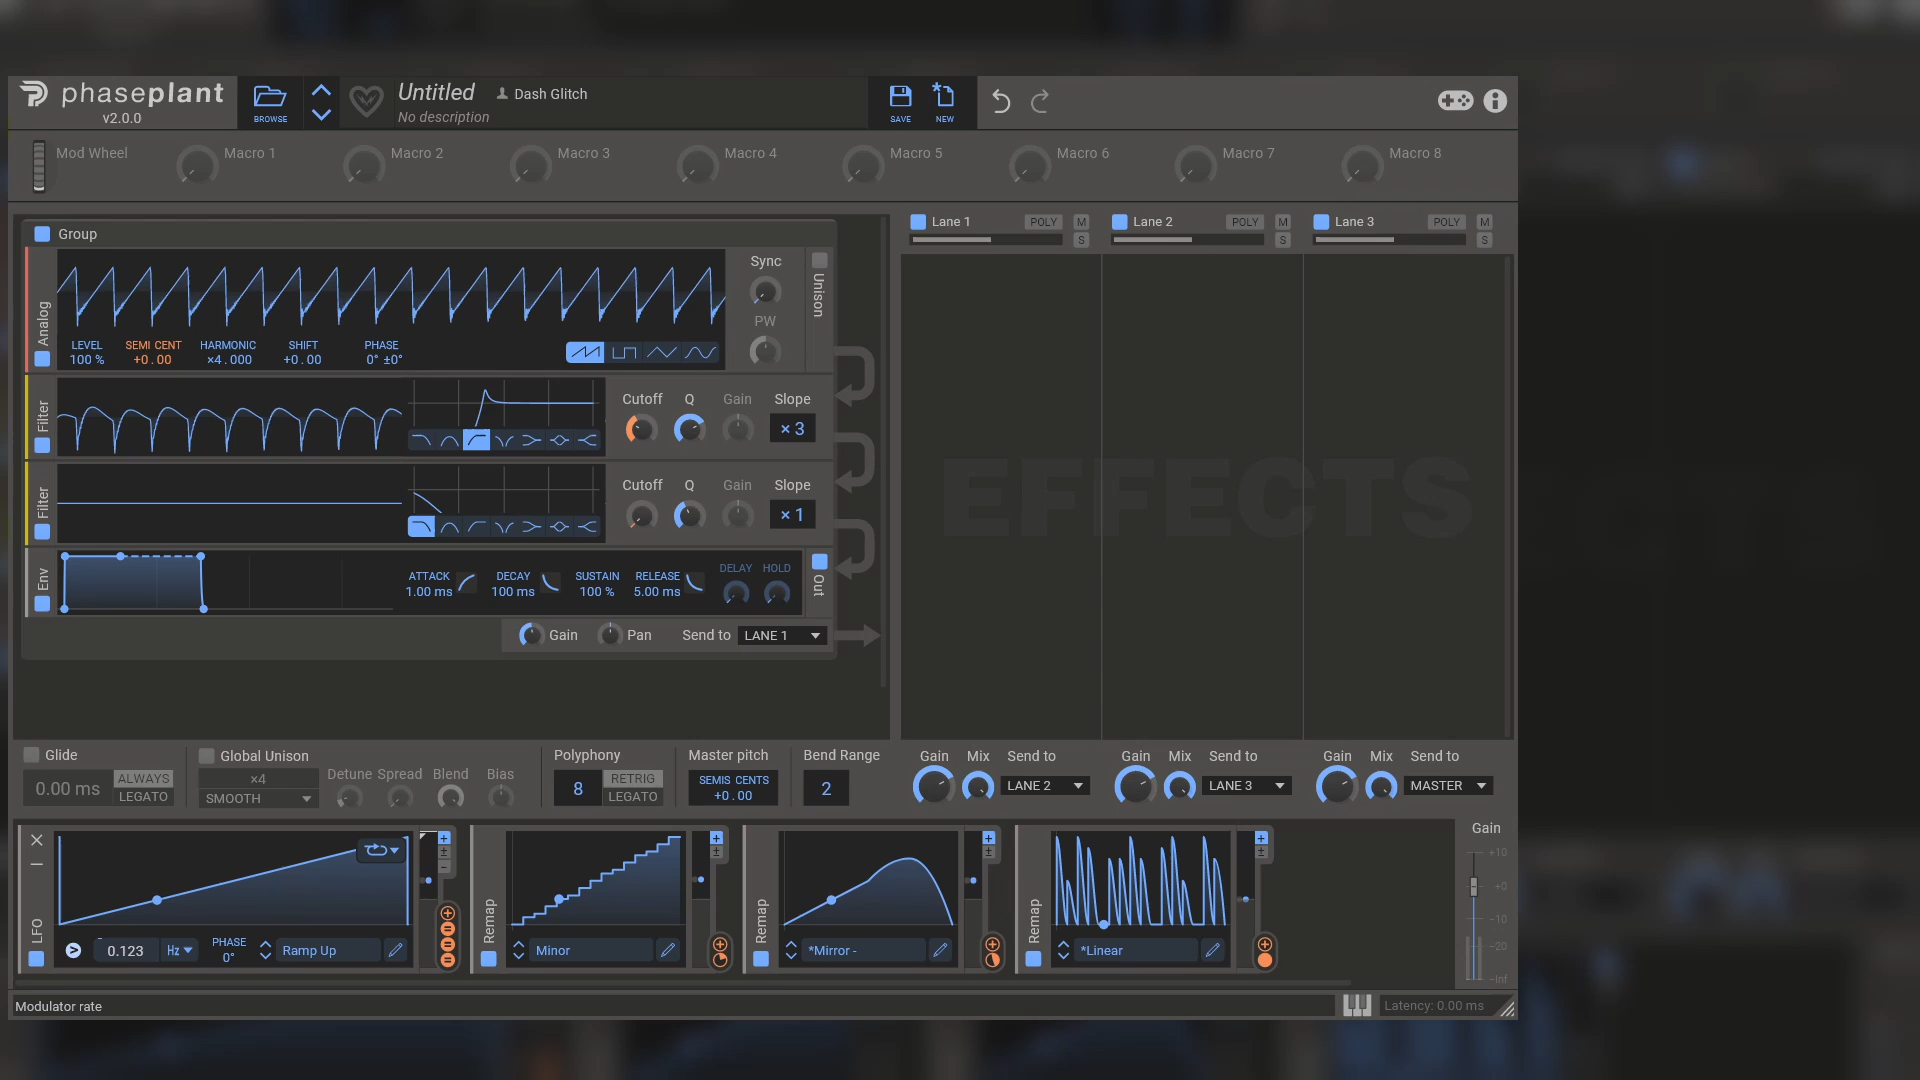 phaseplant
v2.0.0
BROWSE
Untitled
Dash Glitch
No description
SAVE
NEW
Mod Wheel
Macro 1
Macro 2
Macro 3
Macro 4
Macro 5
Macro 6
Macro 7
Macro 8
Group
Analog
LEVEL
100 %
SEMI CENT
+0.00
HARMONIC
×4.000
SHIFT
+0.00
PHASE
0° ±0°
Sync
PW
Unison
Filter
Cutoff
Q
Gain
Slope
× 3
Filter
Cutoff
Q
Gain
Slope
× 1
Env
ATTACK
1.00 ms
DECAY
100 ms
SUSTAIN
100 %
RELEASE
5.00 ms
DELAY
HOLD
Out
Gain
Pan
Send to
LANE 1
Lane 1
POLY
M
S
Lane 2
POLY
M
S
Lane 3
POLY
M
S
EFFECTS
Glide
0.00 ms
ALWAYS
LEGATO
Global Unison
×4
SMOOTH
Detune
Spread
Blend
Bias
Polyphony
8
RETRIG
LEGATO
Master pitch
SEMIS CENTS
+0.00
Bend Range
2
Gain
Mix
Send to
LANE 2
Gain
Mix
Send to
LANE 3
Gain
Mix
Send to
MASTER
LFO
0.123
Hz
PHASE
0°
Ramp Up
Remap
Minor
Remap
*Mirror -
Remap
*Linear
Gain
+10
+0
-10
-20
-Inf
Modulator rate
Latency: 0.00 ms